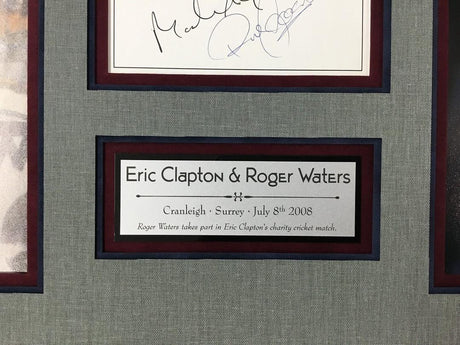 Eric Clapton & Roger Waters
Cranleigh · Surrey · July 8th 2008
Roger Waters takes part in Eric Clapton's charity cricket match.